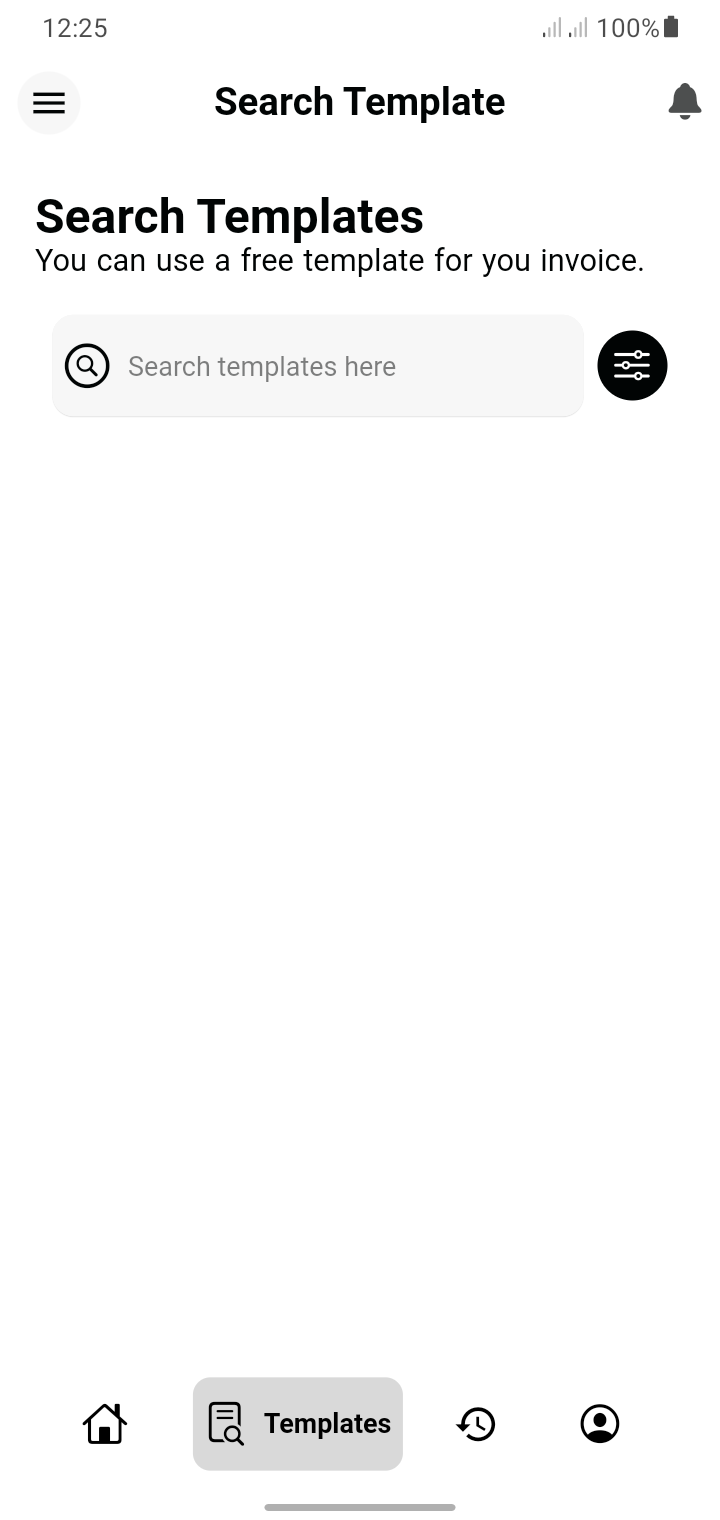 12:25
100%
Search Template
Search Templates
You can use a free template for you invoice.
Search templates here
Templates